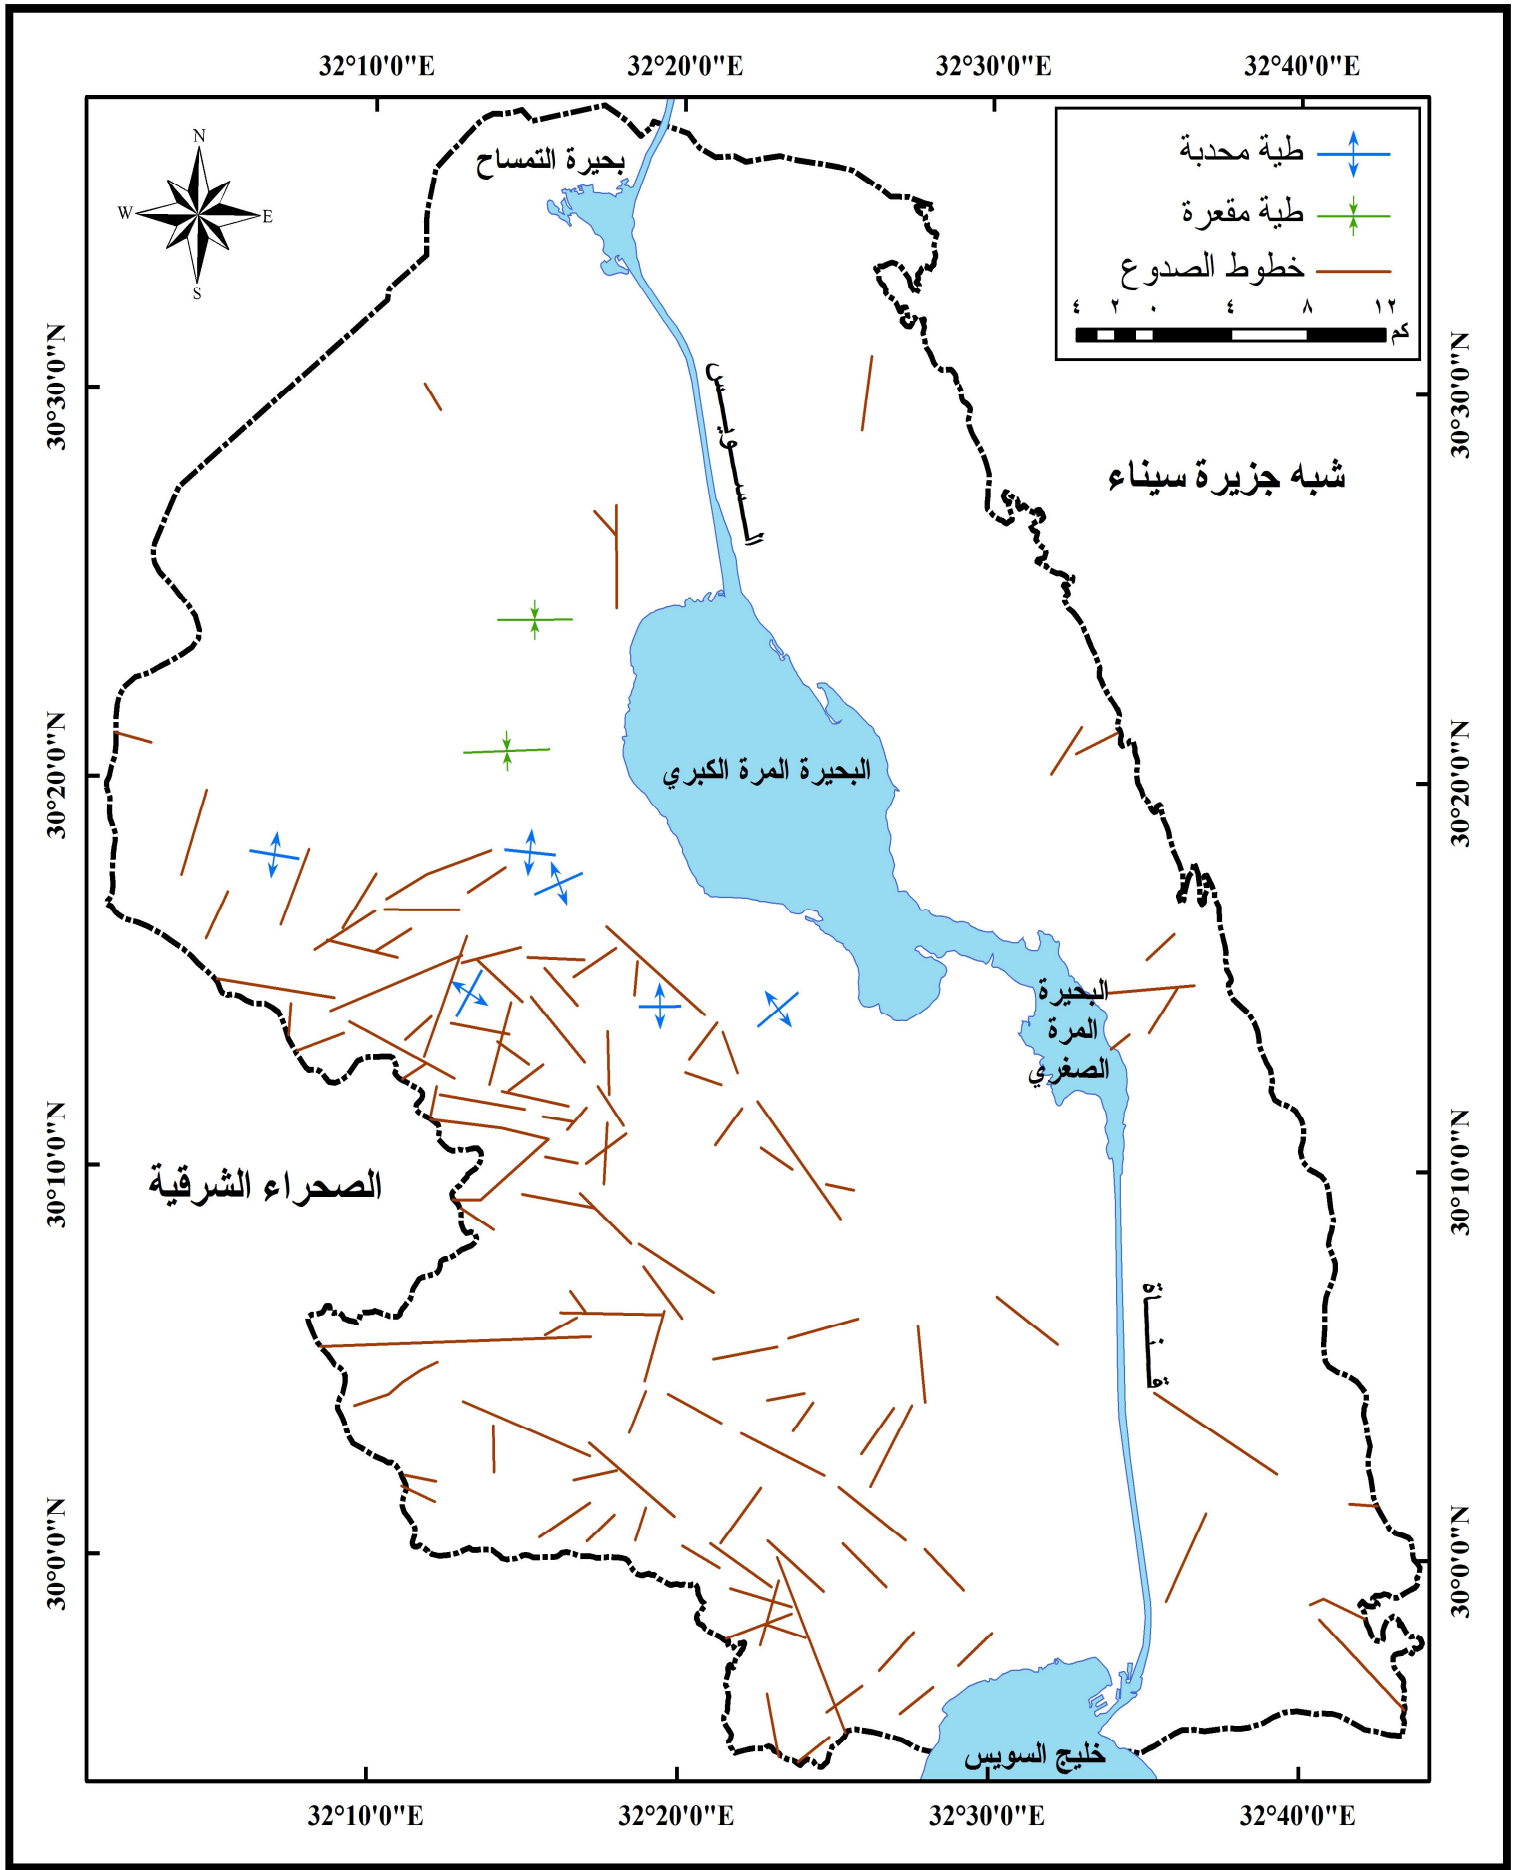 32°10'0"E 32°20'0"E 32°30'0"E 32°40'0"E
N
W E
S
طية محدبة
طية مقعرة
خطوط الصدوع
٤ ٢ ٠ ٤ ٨ ١٢
كم
بحيرة التمساح
30°30'0"N
30°30'0"N
السويس
شبه جزيرة سيناء
30°20'0"N
30°20'0"N
البحيرة المرة الكبري
البحيرة
المرة
الصغري
30°10'0"N
30°10'0"N
الصحراء الشرقية
قناة
30°0'0"N
30°0'0"N
خليج السويس
32°10'0"E 32°20'0"E 32°30'0"E 32°40'0"E